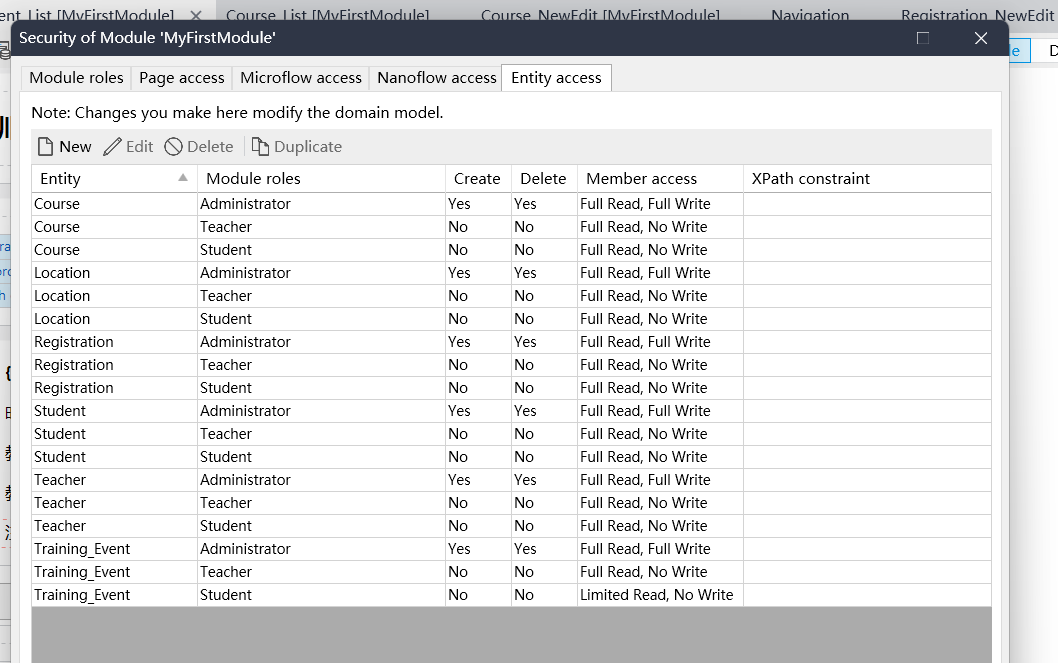 ent_List [MyFirstModule]
Course_List [MyFirstModule]
Course_NewEdit [MyFirstModule]
Navigation
Registration_NewEdit
Security of Module 'MyFirstModule'
Module roles Page access Microflow access Nanoflow access Entity access
Note: Changes you make here modify the domain model.
New Edit Delete Duplicate
Entity Module roles Create Delete Member access XPath constraint
Course Administrator Yes Yes Full Read, Full Write
Course Teacher No No Full Read, No Write
Course Student No No Full Read, No Write
Location Administrator Yes Yes Full Read, Full Write
Location Teacher No No Full Read, No Write
Location Student No No Full Read, No Write
Registration Administrator Yes Yes Full Read, Full Write
Registration Teacher No No Full Read, No Write
Registration Student No No Full Read, No Write
Student Administrator Yes Yes Full Read, Full Write
Student Teacher No No Full Read, No Write
Student Student No No Full Read, No Write
Teacher Administrator Yes Yes Full Read, Full Write
Teacher Teacher No No Full Read, No Write
Teacher Student No No Full Read, No Write
Training_Event Administrator Yes Yes Full Read, Full Write
Training_Event Teacher No No Full Read, No Write
Training_Event Student No No Limited Read, No Write